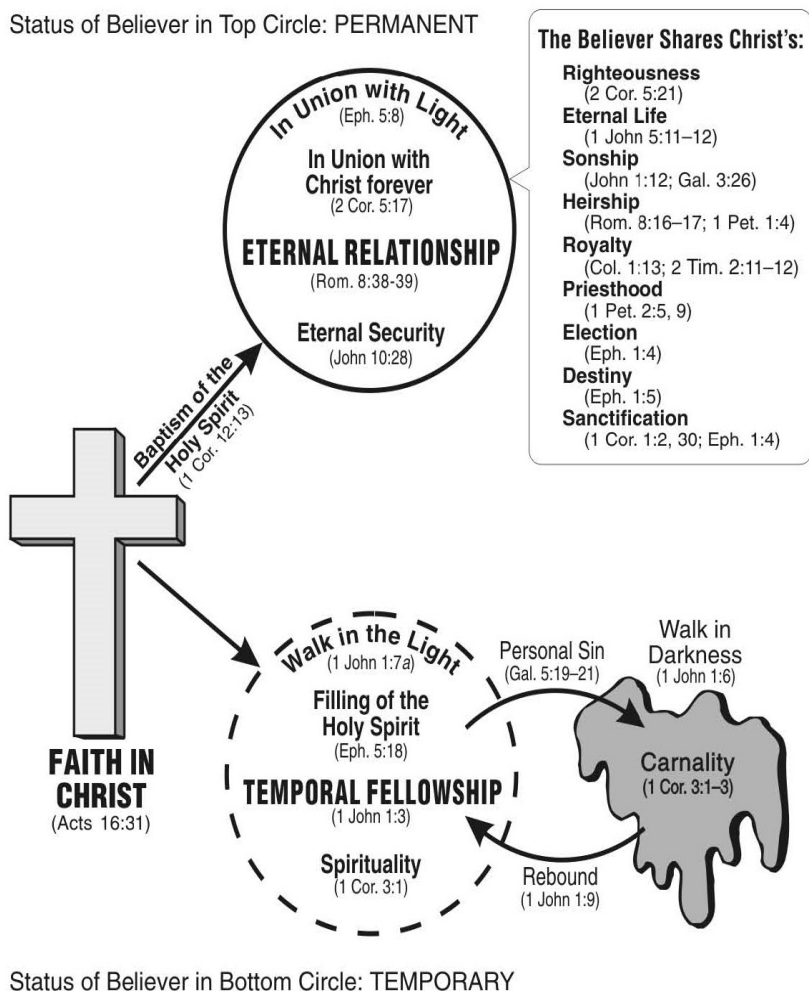 Status of Believer in Top Circle: PERMANENT
In Union with Light
(Eph. 5:8)
In Union with
Christ forever
(2 Cor. 5:17)
ETERNAL RELATIONSHIP
(Rom. 8:38-39)
Eternal Security
(John 10:28)
The Believer Shares Christ's:
Righteousness
(2 Cor. 5:21)
Eternal Life
(1 John 5:11–12)
Sonship
(John 1:12; Gal. 3:26)
Heirship
(Rom. 8:16–17; 1 Pet. 1:4)
Royalty
(Col. 1:13; 2 Tim. 2:11–12)
Priesthood
(1 Pet. 2:5, 9)
Election
(Eph. 1:4)
Destiny
(Eph. 1:5)
Sanctification
(1 Cor. 1:2, 30; Eph. 1:4)
Baptism of the
Holy Spirit
(1 Cor. 12:13)
FAITH IN
CHRIST
(Acts 16:31)
Walk in the Light
(1 John 1:7a)
Filling of the
Holy Spirit
(Eph. 5:18)
TEMPORAL FELLOWSHIP
(1 John 1:3)
Spirituality
(1 Cor. 3:1)
Personal Sin
(Gal. 5:19–21)
Walk in
Darkness
(1 John 1:6)
Carnality
(1 Cor. 3:1–3)
Rebound
(1 John 1:9)
Status of Believer in Bottom Circle: TEMPORARY